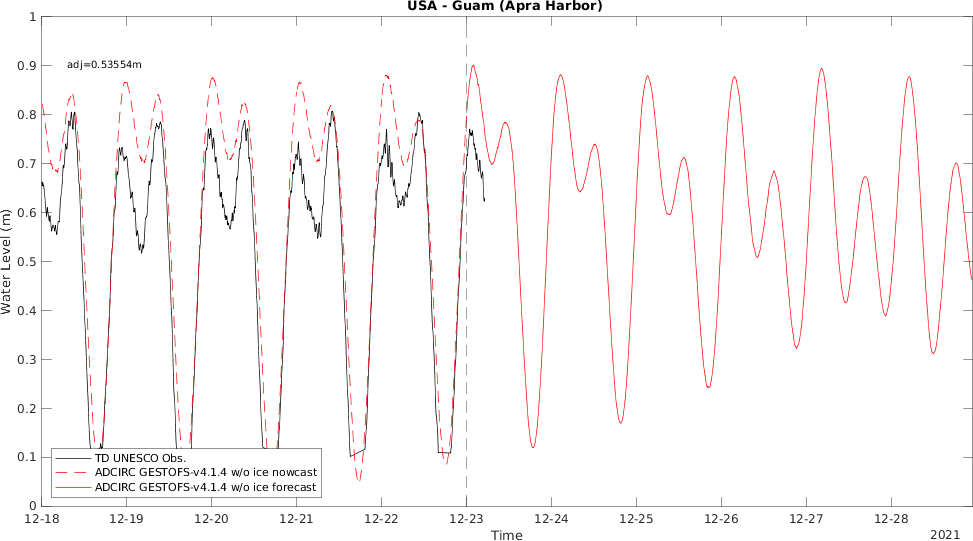 USA - Guam (Apra Harbor)
adj=0.53554m
Water Level (m)
1
0.9
0.8
0.7
0.6
0.5
0.4
0.3
0.2
0.1
0
TD UNESCO Obs.
ADCIRC GESTOFS-v4.1.4 w/o ice nowcast
ADCIRC GESTOFS-v4.1.4 w/o ice forecast
12-18 12-19 12-20 12-21 12-22 12-23 12-24 12-25 12-26 12-27 12-28
Time
2021